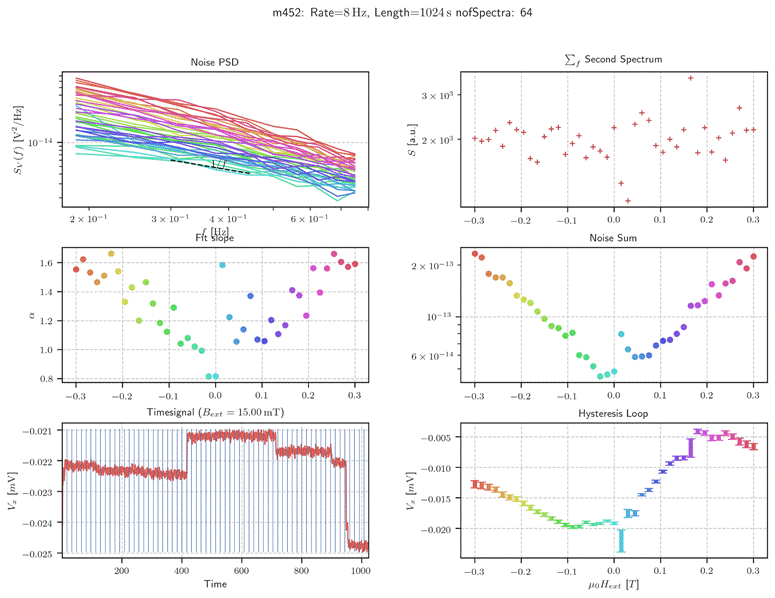 m452: Rate=8 Hz, Length=1024 s nofSpectra: 64
Noise PSD
S_V(f) [V²/Hz]
10⁻¹⁴
1/f
2 × 10⁻¹ 3 × 10⁻¹ 4 × 10⁻¹ 6 × 10⁻¹
f [Hz]
∑_f Second Spectrum
S [a.u.]
3 × 10³
2 × 10³
−0.3 −0.2 −0.1 0.0 0.1 0.2 0.3
Fit slope
α
1.6
1.4
1.2
1.0
0.8
−0.3 −0.2 −0.1 0.0 0.1 0.2 0.3
Noise Sum
2 × 10⁻¹³
10⁻¹³
6 × 10⁻¹⁴
−0.3 −0.2 −0.1 0.0 0.1 0.2 0.3
Timesignal (B_ext = 15.00 mT)
V_x [mV]
−0.021
−0.022
−0.023
−0.024
−0.025
200 400 600 800 1000
Time
Hysteresis Loop
V_x [mV]
−0.005
−0.010
−0.015
−0.020
−0.3 −0.2 −0.1 0.0 0.1 0.2 0.3
μ₀H_ext [T]